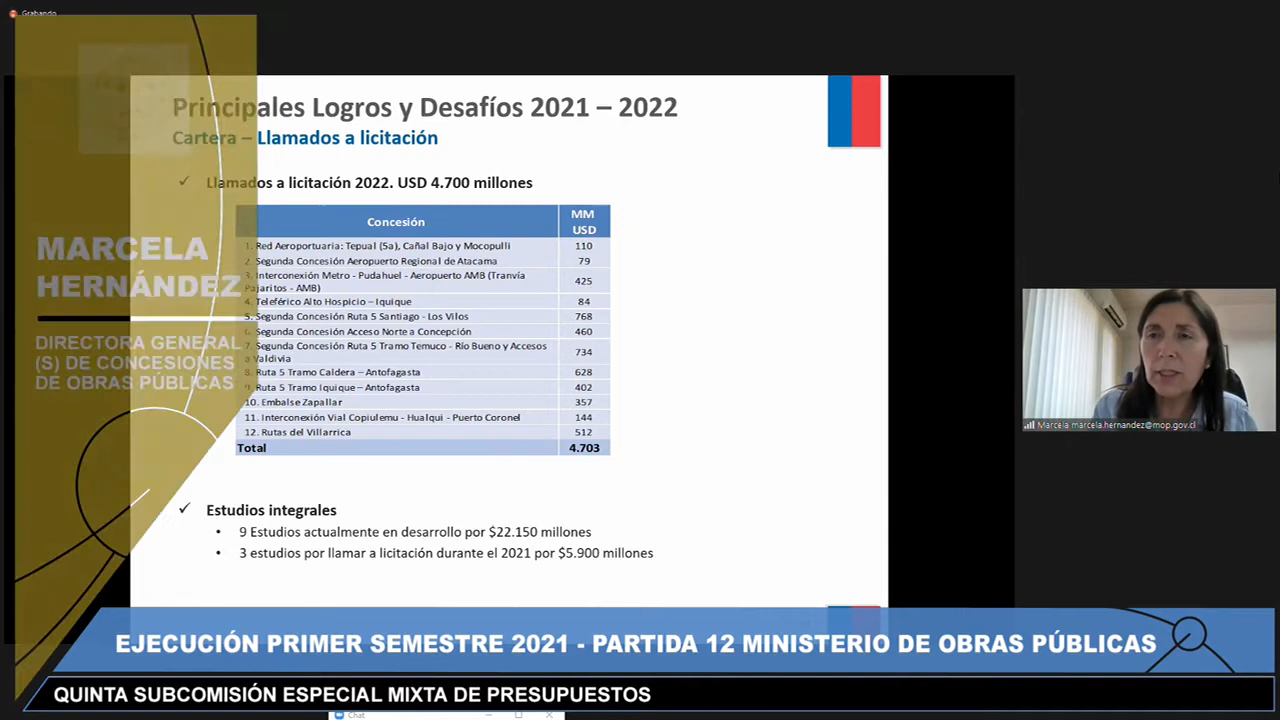 Grabando
Principales Logros y Desafíos 2021 – 2022
Cartera – Llamados a licitación
✓ Llamados a licitación 2022. USD 4.700 millones
Concesión MM USD
1. Red Aeroportuaria: Tepual (5a), Cañal Bajo y Mocopulli 110
2. Segunda Concesión Aeropuerto Regional de Atacama 79
3. Interconexión Metro - Pudahuel - Aeropuerto AMB (Tranvía
Pajaritos - AMB) 425
4. Teleférico Alto Hospicio – Iquique 84
5. Segunda Concesión Ruta 5 Santiago - Los Vilos 768
6. Segunda Concesión Acceso Norte a Concepción 460
7. Segunda Concesión Ruta 5 Tramo Temuco - Río Bueno y Accesos
a Valdivia 734
8. Ruta 5 Tramo Caldera – Antofagasta 628
9. Ruta 5 Tramo Iquique – Antofagasta 402
10. Embalse Zapallar 357
11. Interconexión Vial Copiulemu - Hualqui - Puerto Coronel 144
12. Rutas del Villarrica 512
Total 4.703
✓ Estudios integrales
• 9 Estudios actualmente en desarrollo por $22.150 millones
• 3 estudios por llamar a licitación durante el 2021 por $5.900 millones
MARCELA
HERNÁNDEZ
DIRECTORA GENERAL
(S) DE CONCESIONES
DE OBRAS PÚBLICAS
Marcela marcela.hernandez@mop.gov.cl
EJECUCIÓN PRIMER SEMESTRE 2021 - PARTIDA 12 MINISTERIO DE OBRAS PÚBLICAS
QUINTA SUBCOMISIÓN ESPECIAL MIXTA DE PRESUPUESTOS
Chat